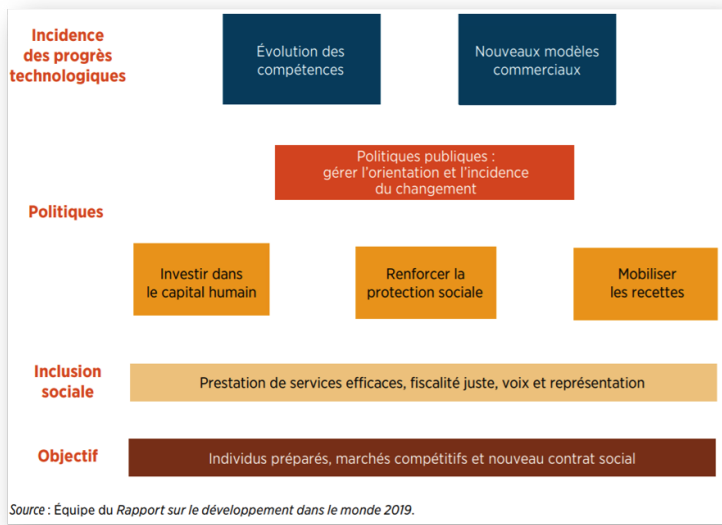 Incidence
des progrès
technologiques
Évolution des
compétences
Nouveaux modèles
commerciaux
Politiques publiques :
gérer l'orientation et l'incidence
du changement
Politiques
Investir dans
le capital humain
Renforcer la
protection sociale
Mobiliser
les recettes
Inclusion
sociale
Prestation de services efficaces, fiscalité juste, voix et représentation
Objectif
Individus préparés, marchés compétitifs et nouveau contrat social
Source : Équipe du Rapport sur le développement dans le monde 2019.